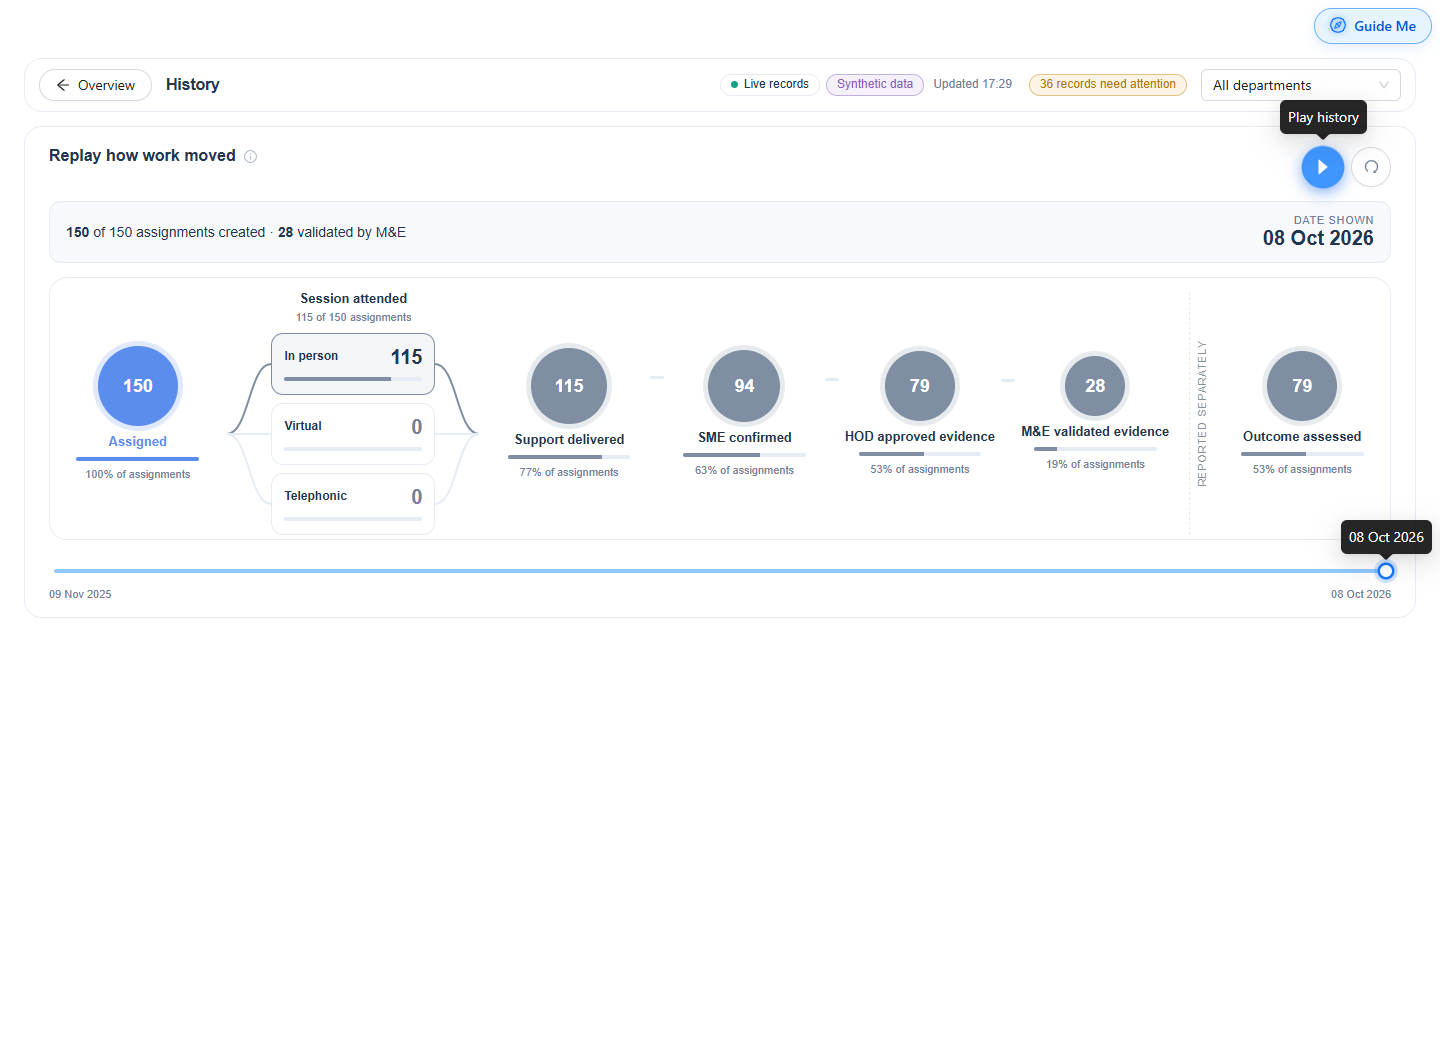 Guide Me
Overview
History
Live records
Synthetic data
Updated 17:29
36 records need attention
All departments
Play history
Replay how work moved
150 of 150 assignments created · 28 validated by M&E
DATE SHOWN
08 Oct 2026
Session attended
115 of 150 assignments
In person 115
Virtual 0
Telephonic 0
150
Assigned
100% of assignments
115
Support delivered
77% of assignments
94
SME confirmed
63% of assignments
79
HOD approved evidence
53% of assignments
28
M&E validated evidence
19% of assignments
REPORTED SEPARATELY
79
Outcome assessed
53% of assignments
08 Oct 2026
09 Nov 2025
08 Oct 2026